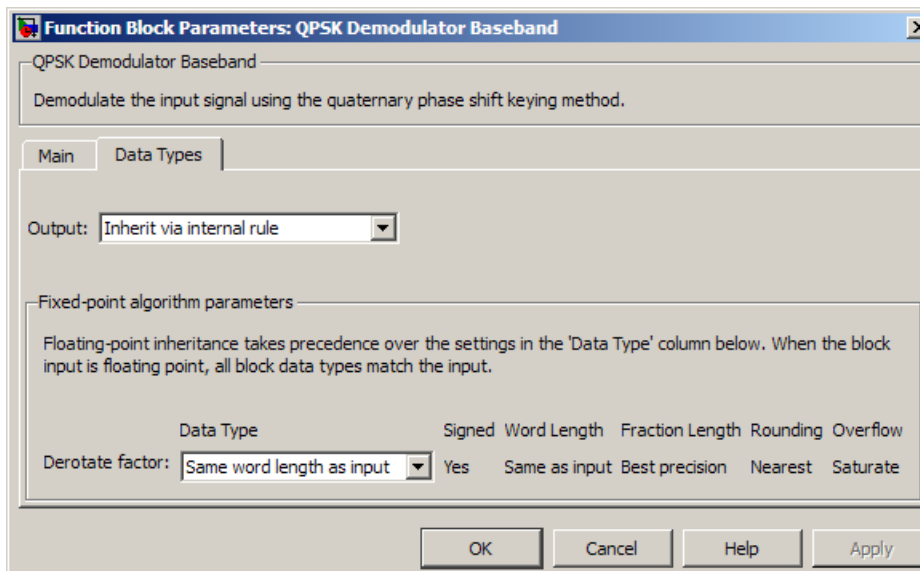 Function Block Parameters: QPSK Demodulator Baseband
QPSK Demodulator Baseband
Demodulate the input signal using the quaternary phase shift keying method.
Main Data Types
Output: Inherit via internal rule
Fixed-point algorithm parameters
Floating-point inheritance takes precedence over the settings in the 'Data Type' column below. When the block
input is floating point, all block data types match the input.
Data Type Signed Word Length Fraction Length Rounding Overflow
Derotate factor: Same word length as input Yes Same as input Best precision Nearest Saturate
OK Cancel Help Apply